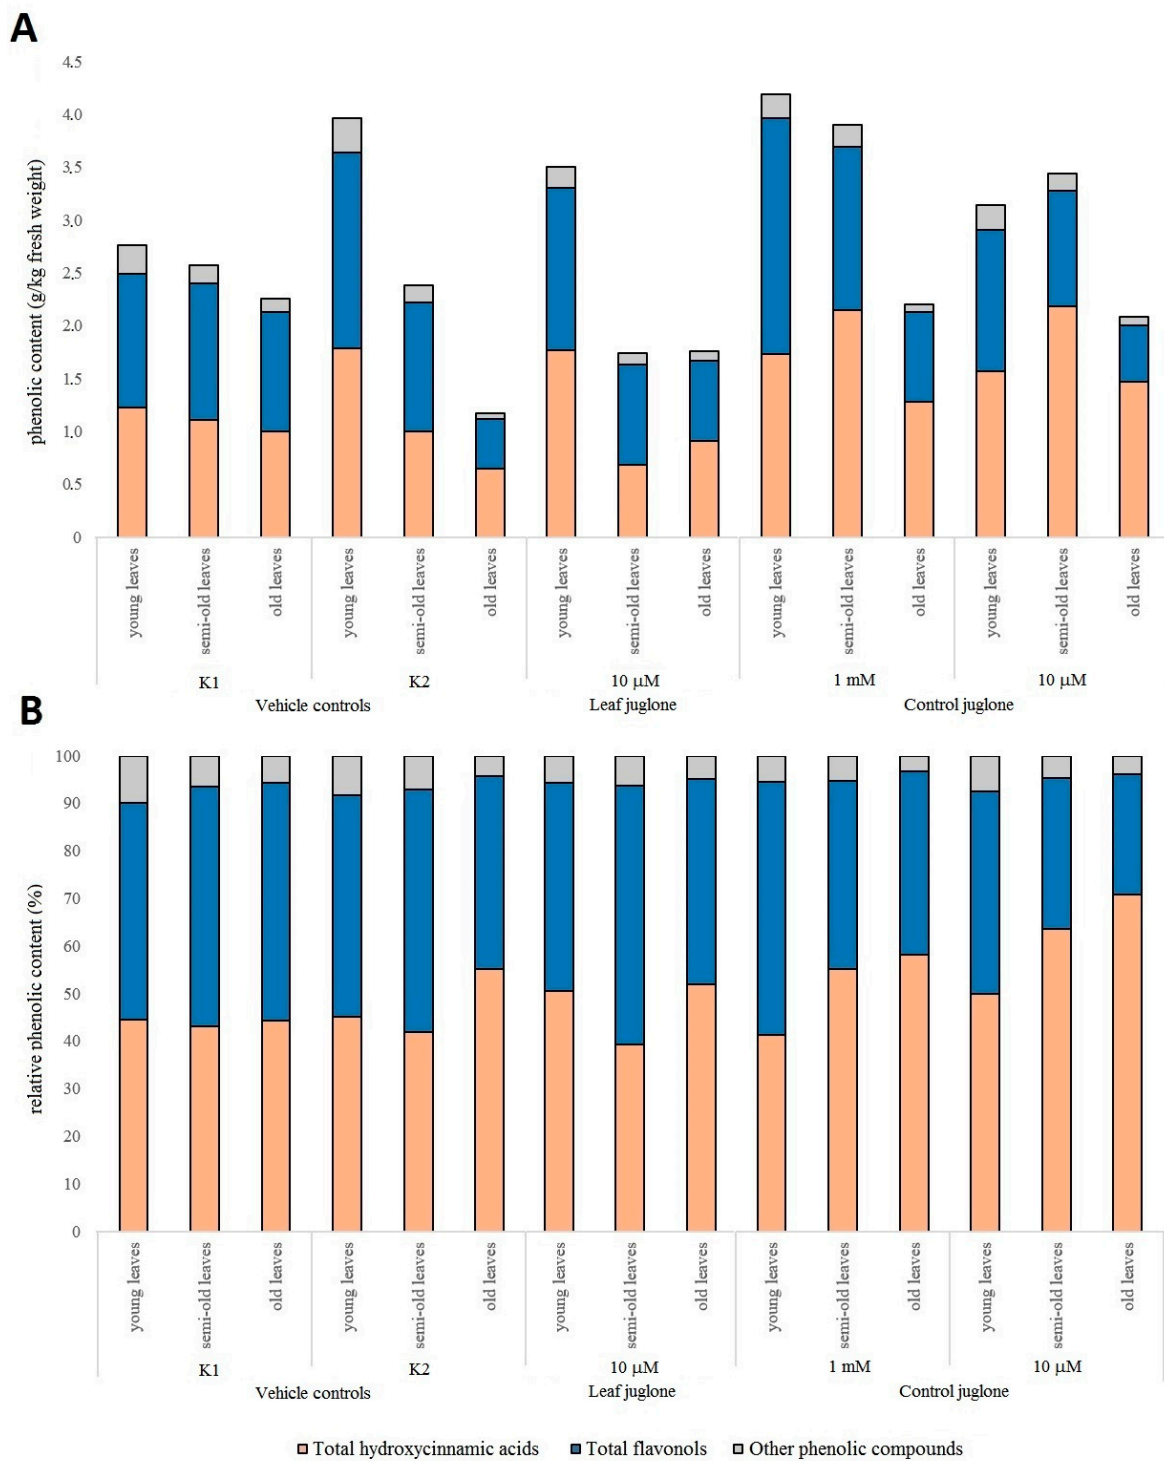 A
phenolic content (g/kg fresh weight)
4.5
4.0
3.5
3.0
2.5
2.0
1.5
1.0
0.5
0
young leaves
semi-old leaves
old leaves
young leaves
semi-old leaves
old leaves
young leaves
semi-old leaves
old leaves
young leaves
semi-old leaves
old leaves
young leaves
semi-old leaves
old leaves
K1 K2 10 μM 1 mM 10 μM
Vehicle controls Leaf juglone Control juglone
B
relative phenolic content (%)
100
90
80
70
60
50
40
30
20
10
0
young leaves
semi-old leaves
old leaves
young leaves
semi-old leaves
old leaves
young leaves
semi-old leaves
old leaves
young leaves
semi-old leaves
old leaves
young leaves
semi-old leaves
old leaves
K1 K2 10 μM 1 mM 10 μM
Vehicle controls Leaf juglone Control juglone
Total hydroxycinnamic acids Total flavonols Other phenolic compounds